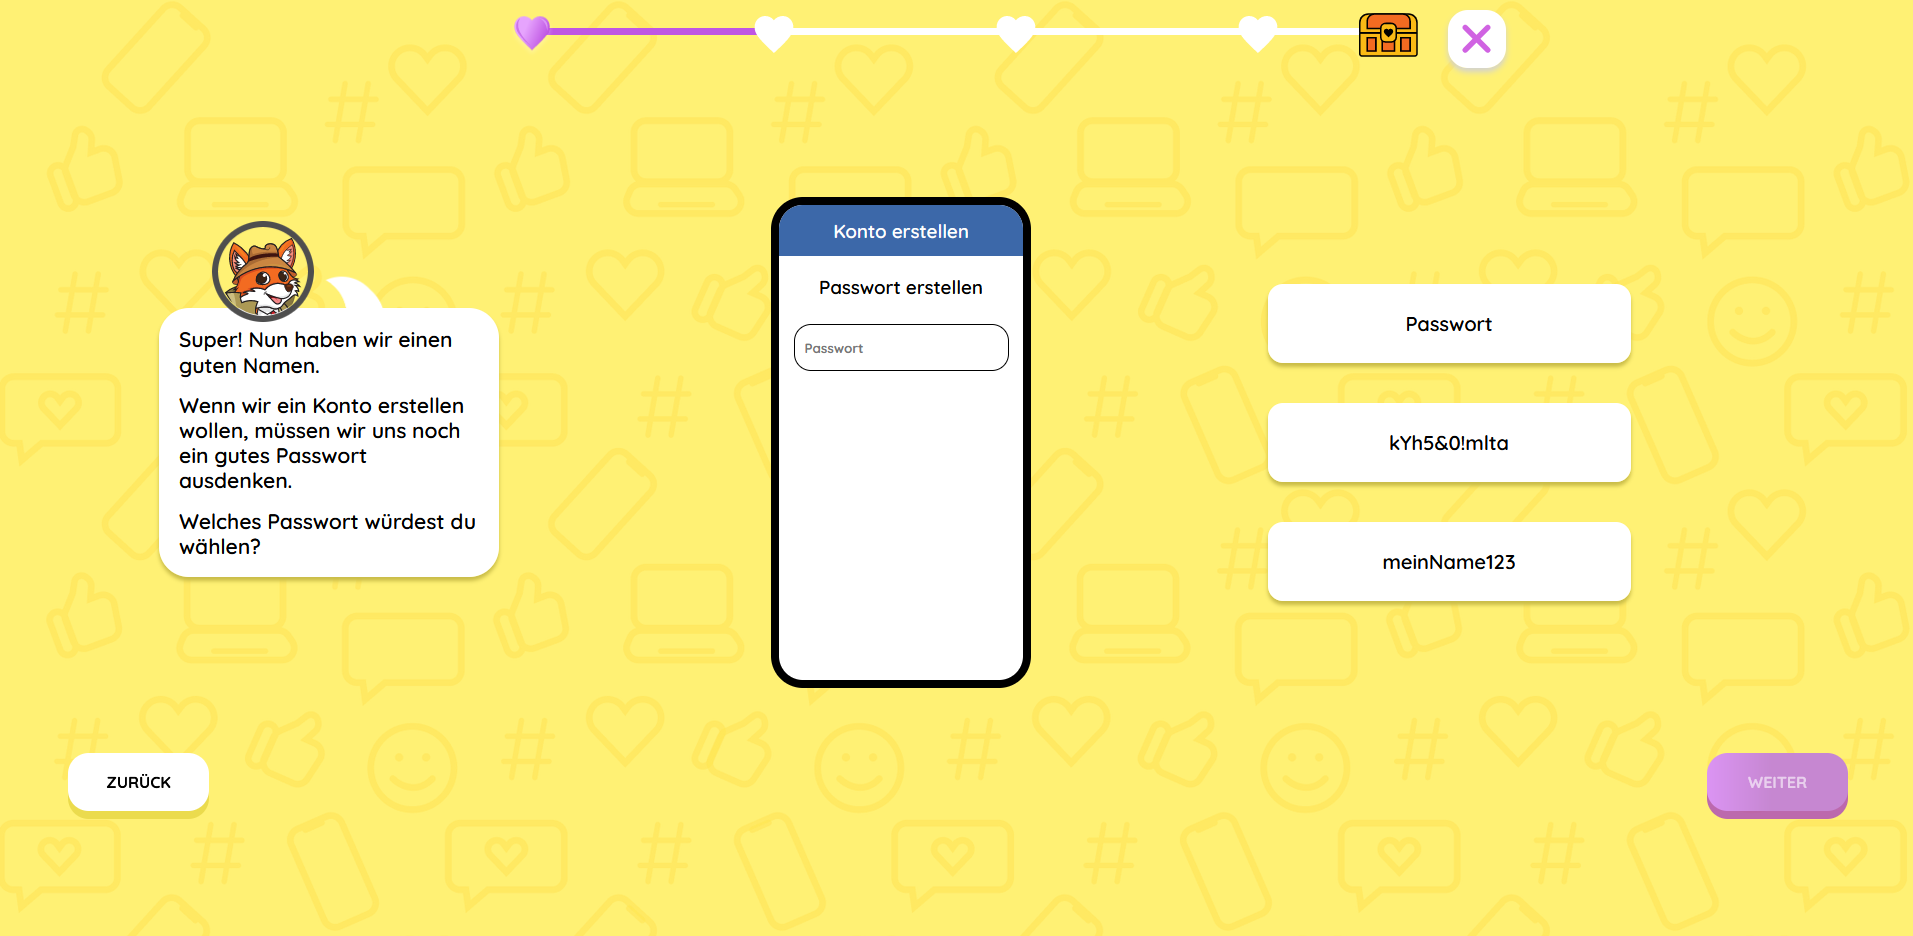 Super! Nun haben wir einen
guten Namen.
Wenn wir ein Konto erstellen
wollen, müssen wir uns noch
ein gutes Passwort
ausdenken.
Welches Passwort würdest du
wählen?
Konto erstellen
Passwort erstellen
Passwort
Passwort
kYh5&0!mlta
meinName123
ZURÜCK
WEITER